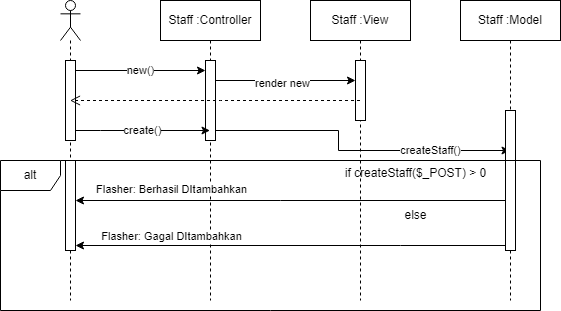 Staff :Controller
Staff :View
Staff :Model
new()
render new
create()
createStaff()
alt
if createStaff($_POST) > 0
Flasher: Berhasil DItambahkan
else
Flasher: Gagal DItambahkan